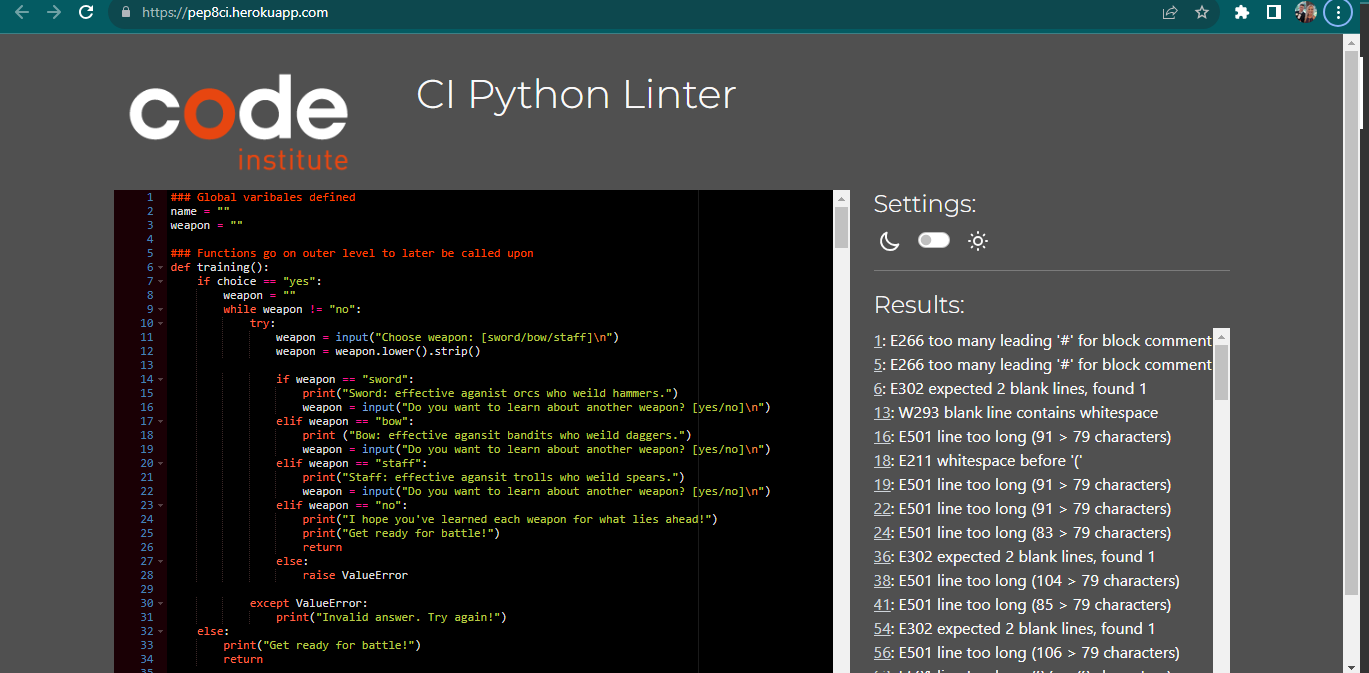 https://pep8ci.herokuapp.com
code
institute
CI Python Linter
1 ### Global varibales defined
2 name = ""
3 weapon = ""
4
5 ### Functions go on outer level to later be called upon
6 def training():
7 if choice == "yes":
8 weapon = ""
9 while weapon != "no":
10 try:
11 weapon = input("Choose weapon: [sword/bow/staff]\n")
12 weapon = weapon.lower().strip()
13
14 if weapon == "sword":
15 print("Sword: effective aganist orcs who weild hammers.")
16 weapon = input("Do you want to learn about another weapon? [yes/no]\n")
17 elif weapon == "bow":
18 print ("Bow: effective agansit bandits who weild daggers.")
19 weapon = input("Do you want to learn about another weapon? [yes/no]\n")
20 elif weapon == "staff":
21 print("Staff: effective agansit trolls who weild spears.")
22 weapon = input("Do you want to learn about another weapon? [yes/no]\n")
23 elif weapon == "no":
24 print("I hope you've learned each weapon for what lies ahead!")
25 print("Get ready for battle!")
26 return
27 else:
28 raise ValueError
29
30 except ValueError:
31 print("Invalid answer. Try again!")
32 else:
33 print("Get ready for battle!")
34 return
35
Settings:
Results:
1: E266 too many leading '#' for block comment
5: E266 too many leading '#' for block comment
6: E302 expected 2 blank lines, found 1
13: W293 blank line contains whitespace
16: E501 line too long (91 > 79 characters)
18: E211 whitespace before '('
19: E501 line too long (91 > 79 characters)
22: E501 line too long (91 > 79 characters)
24: E501 line too long (83 > 79 characters)
36: E302 expected 2 blank lines, found 1
38: E501 line too long (104 > 79 characters)
41: E501 line too long (85 > 79 characters)
54: E302 expected 2 blank lines, found 1
56: E501 line too long (106 > 79 characters)